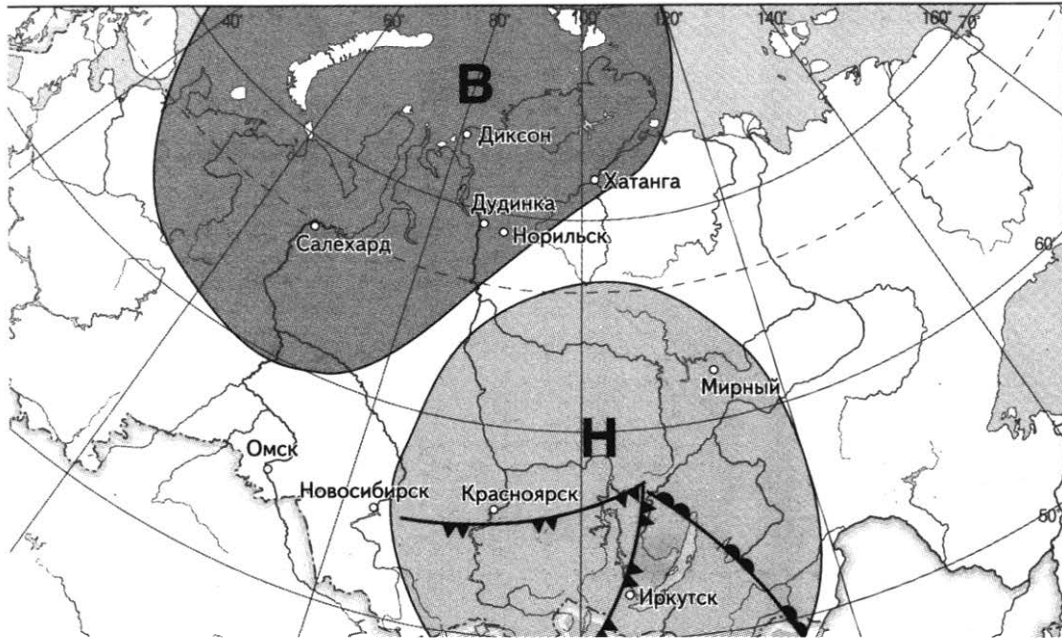 40° 60° 80° 100° 120° 140° 160° 70°
В
Диксон
Хатанга
Дудинка
Норильск
Салехард
60°
Мирный
Н
Омск
Новосибирск
Красноярск
50°
Иркутск